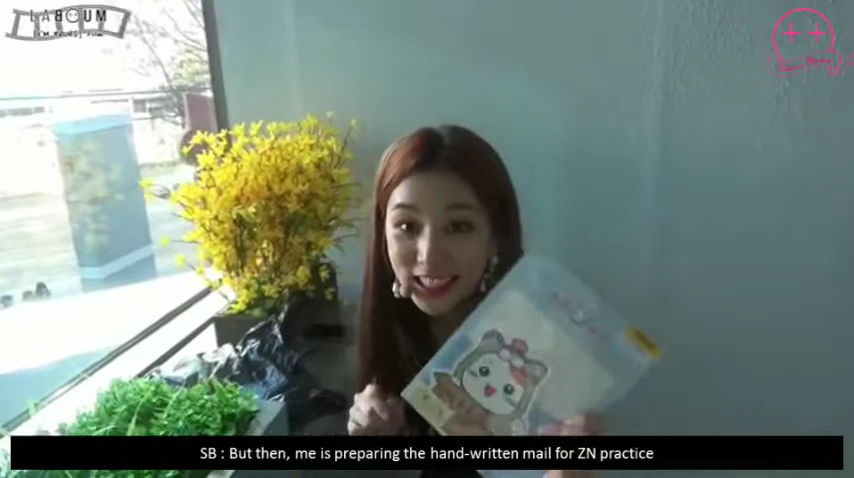 LABOUM
SB : But then, me is preparing the hand-written mail for ZN practice